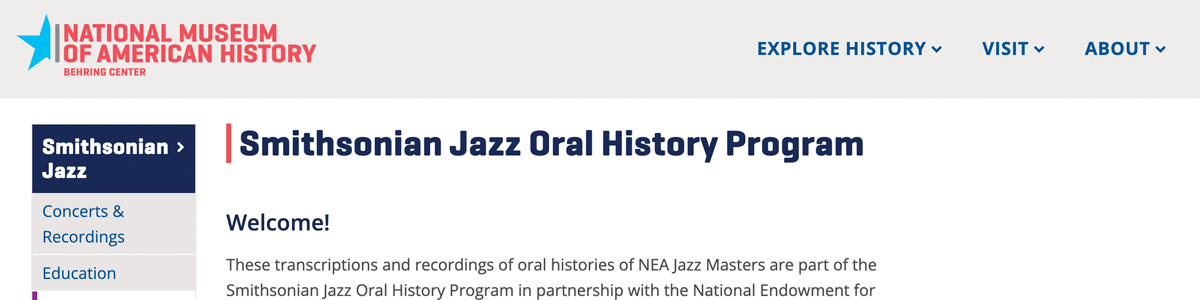 NATIONAL MUSEUM
OF AMERICAN HISTORY
BEHRING CENTER
EXPLORE HISTORY VISIT ABOUT
Smithsonian
Jazz
Concerts &
Recordings
Education
Smithsonian Jazz Oral History Program
Welcome!
These transcriptions and recordings of oral histories of NEA Jazz Masters are part of the
Smithsonian Jazz Oral History Program in partnership with the National Endowment for